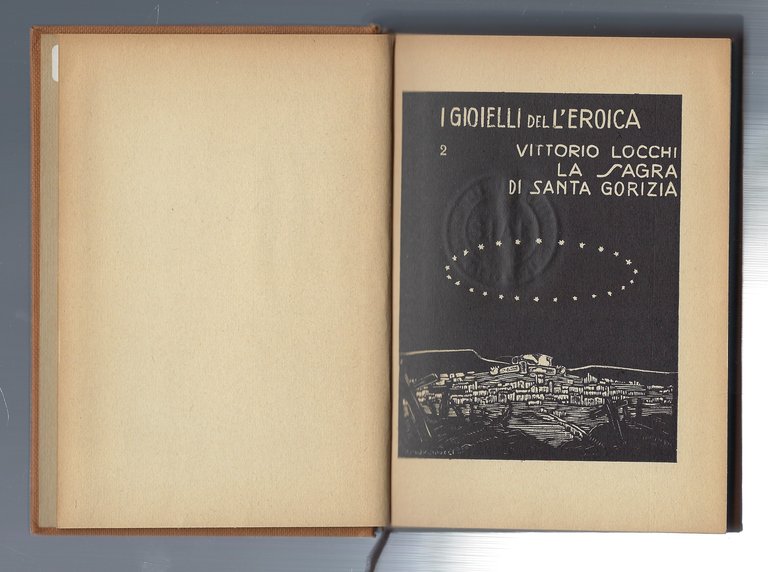 I GIOIELLI DEL L'EROICA
2
VITTORIO LOCCHI
LA SAGRA
DI SANTA GORIZIA